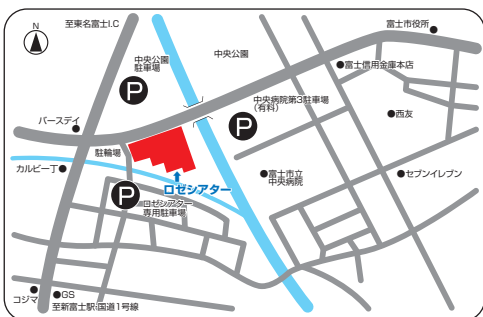 至東名富士I.C
富士市役所
N
中央公園
駐車場
中央公園
富士信用金庫本店
P
中央病院第3駐車場
(有料)
P
西友
バースデイ
駐輪場
カルビー丁
富士市立
中央病院
セブンイレブン
ロゼシアター
P
ロゼシアター
専用駐車場
コジマ
GS
至新富士駅・国道1号線